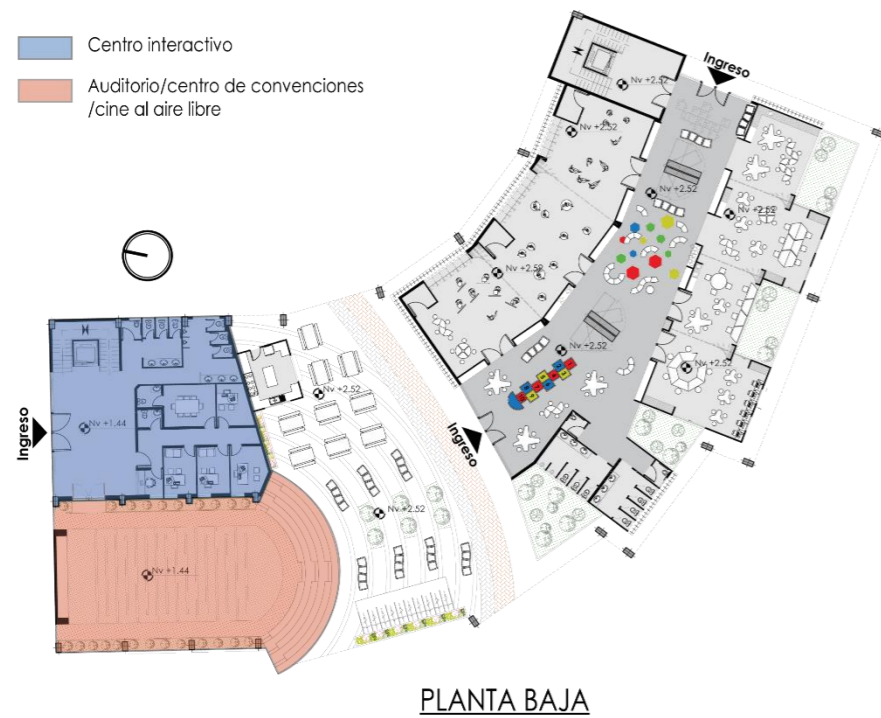 Centro interactivo
Auditorio/centro de convenciones
/cine al aire libre
Ingreso
Nv +2.52
Nv +2.52
Nv +2.52
Nv +2.52
Nv +2.52
Nv +2.52
Nv +2.52
Nv +2.52
Ingreso
Nv +1.44
Ingreso
Nv +2.52
Nv +1.44
PLANTA BAJA